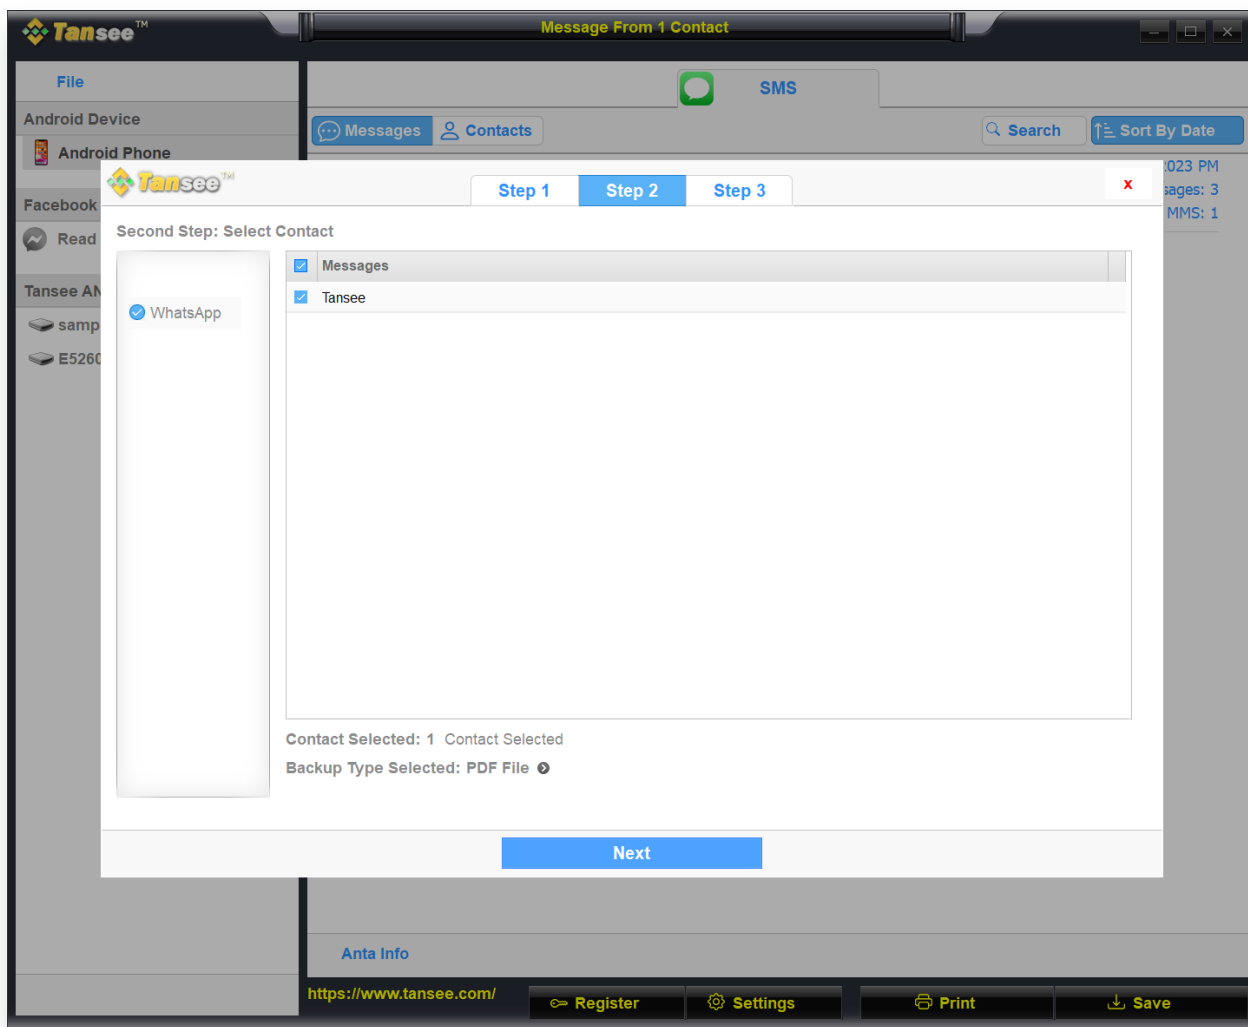 Tansee™
Message From 1 Contact
File
SMS
Android Device
Messages
Contacts
Search
Sort By Date
Android Phone
2023 PM
Tansee™
Step 1
Step 2
Step 3
x
sages: 3
Facebook
MMS: 1
Second Step: Select Contact
Read
Messages
Tansee AN
Tansee
WhatsApp
samp
E5260
Contact Selected: 1 Contact Selected
Backup Type Selected: PDF File
Next
Anta Info
https://www.tansee.com/
Register
Settings
Print
Save